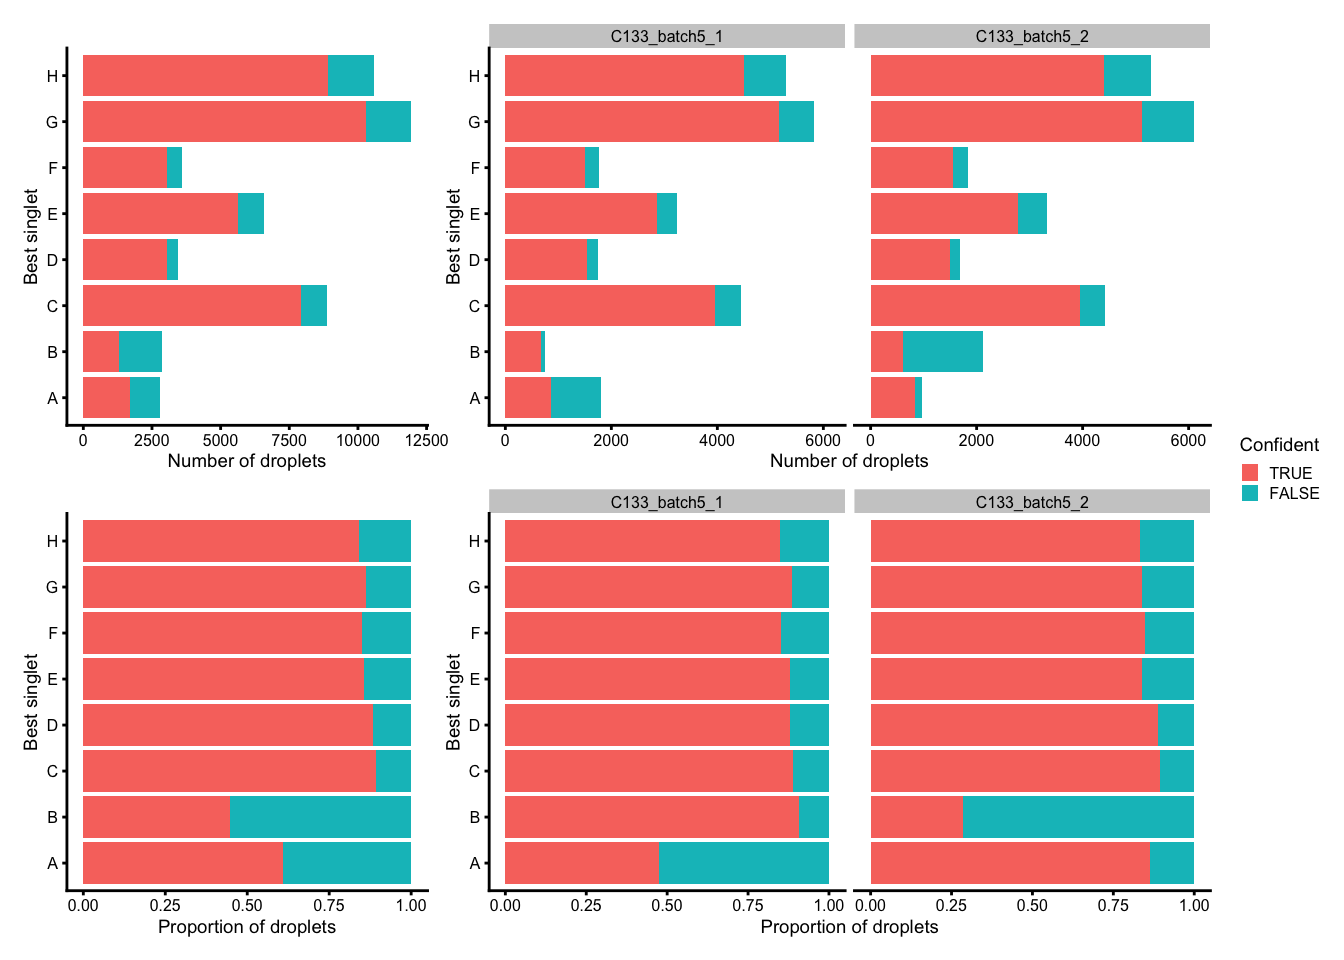 H
G
F
E
D
C
B
A
Best singlet
0 2500 5000 7500 10000 12500
Number of droplets
C133_batch5_1 C133_batch5_2
H
G
F
E
D
C
B
A
Best singlet
0 2000 4000 6000 0 2000 4000 6000
Number of droplets
Confident
TRUE
FALSE
H
G
F
E
D
C
B
A
Best singlet
0.00 0.25 0.50 0.75 1.00
Proportion of droplets
C133_batch5_1 C133_batch5_2
H
G
F
E
D
C
B
A
Best singlet
0.00 0.25 0.50 0.75 1.00 0.00 0.25 0.50 0.75 1.00
Proportion of droplets